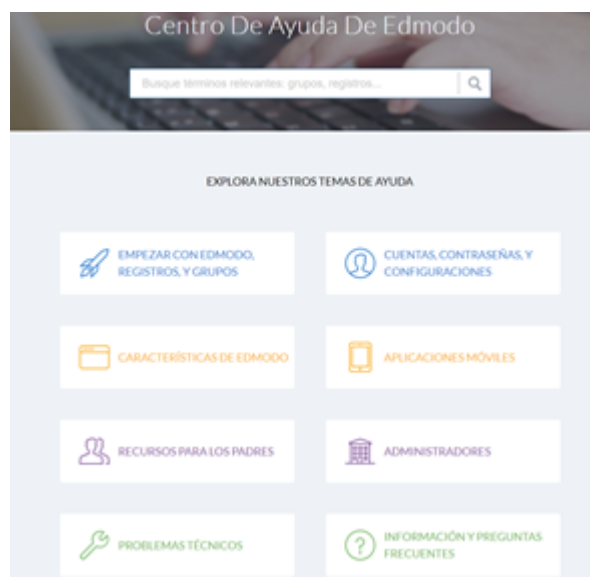 Centro De Ayuda De Edmodo
Busque términos relevantes: grupos, registros...
EXPLORA NUESTROS TEMAS DE AYUDA
EMPEZAR CON EDMODO,
REGISTROS, Y GRUPOS
CUENTAS, CONTRASEÑAS, Y
CONFIGURACIONES
CARACTERÍSTICAS DE EDMODO
APLICACIONES MÓVILES
RECURSOS PARA LOS PADRES
ADMINISTRADORES
PROBLEMAS TÉCNICOS
INFORMACIÓN Y PREGUNTAS
FRECUENTES